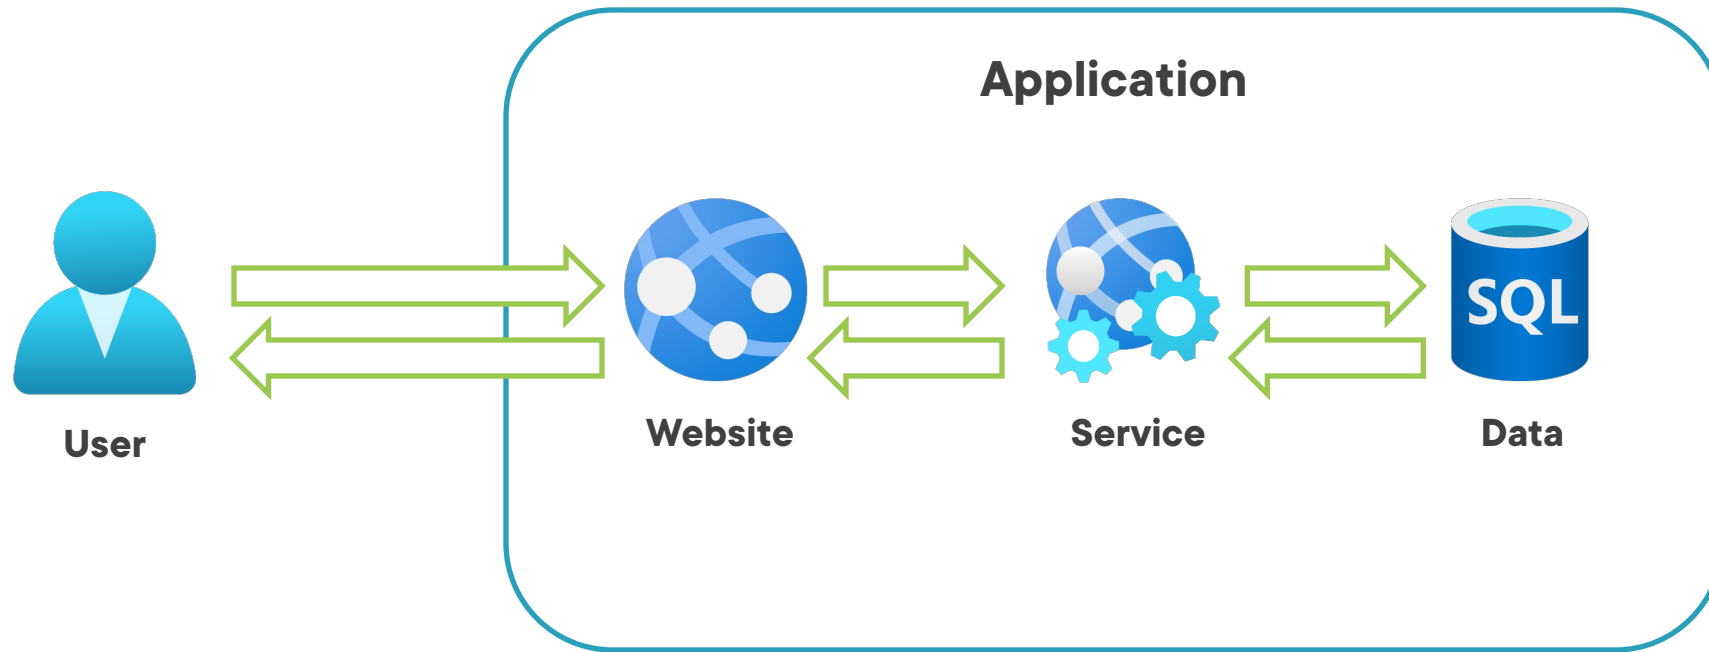 Application
SQL
User
Website
Service
Data